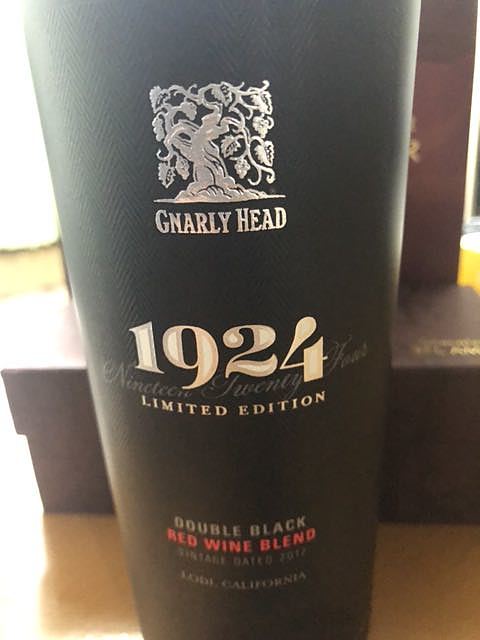 GNARLY HEAD
1924
Nineteen Twenty Four
LIMITED EDITION
DOUBLE BLACK
RED WINE BLEND
VINTAGE DATED 2017
LODI, CALIFORNIA